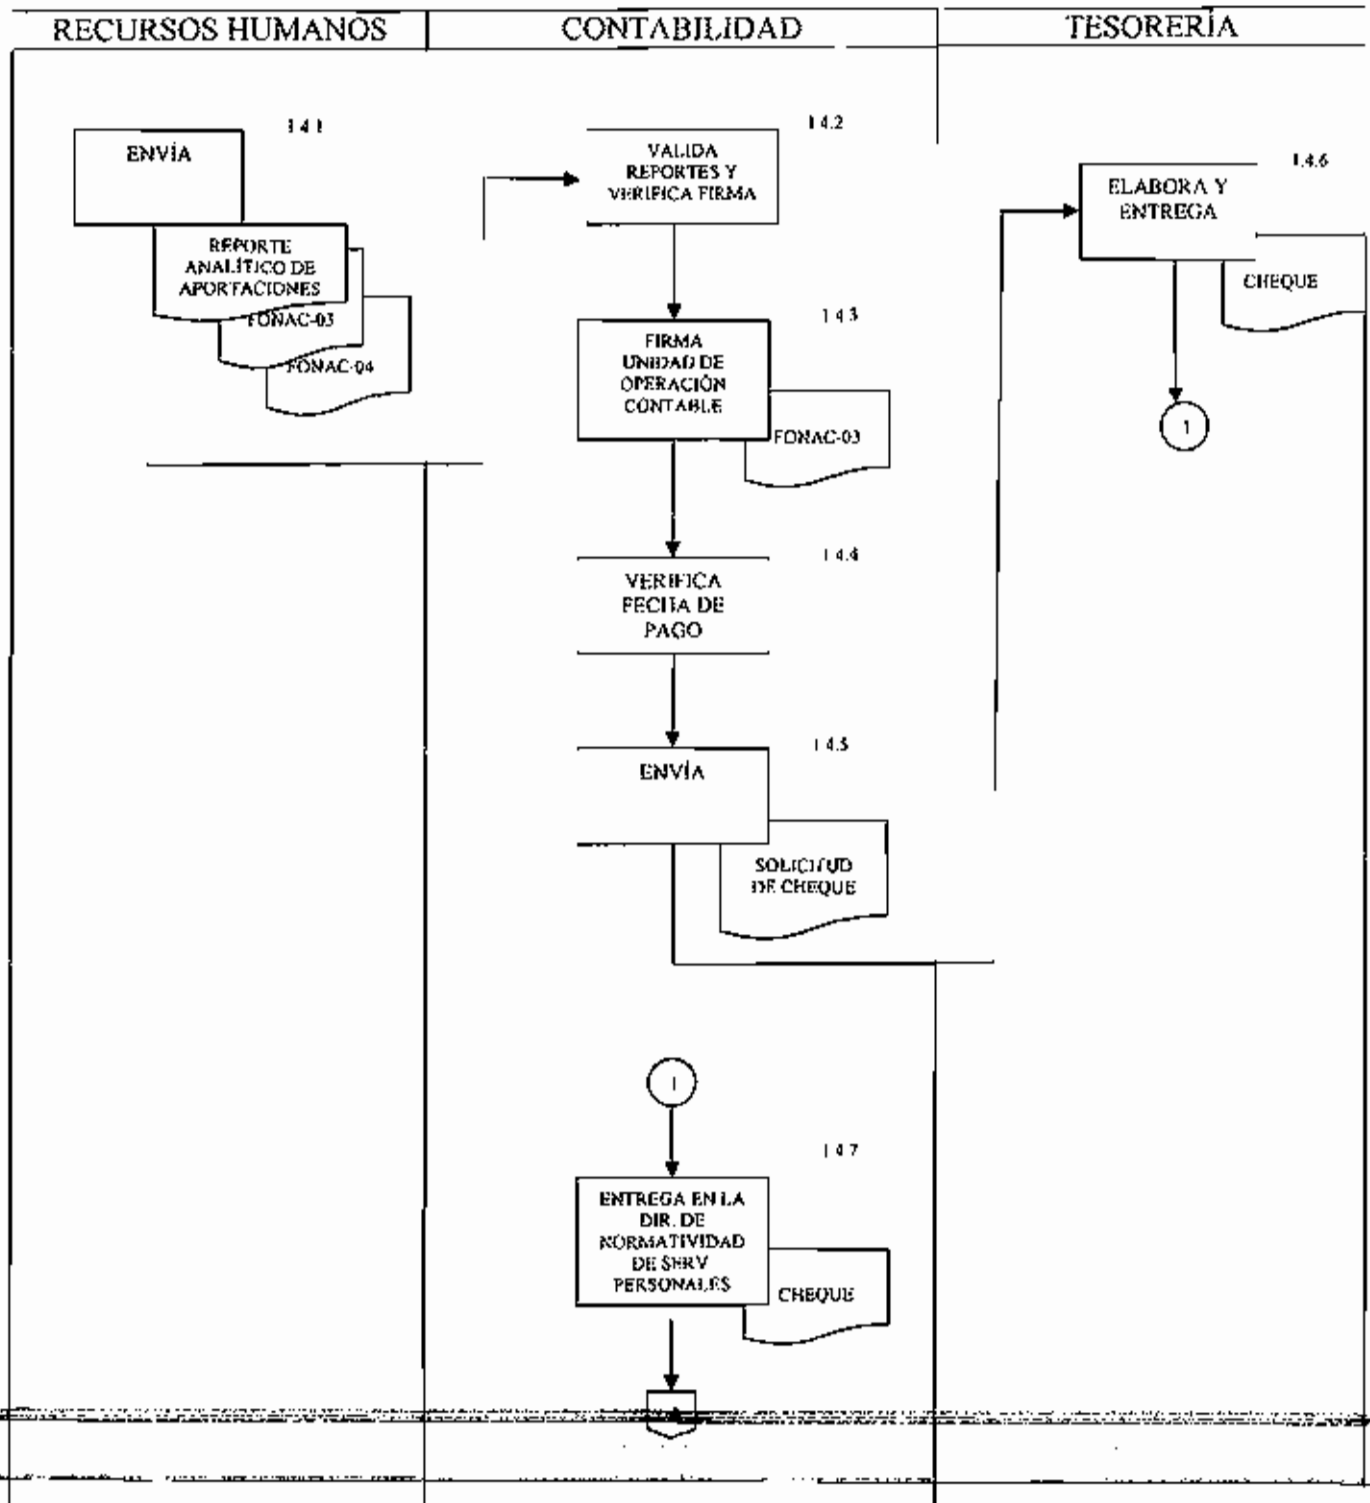 RECURSOS HUMANOS
CONTABILIDAD
TESORERÍA
1 4 1
ENVÍA
REPORTE
ANALÍTICO DE
APORTACIONES
FONAC-03
FONAC-04
1 4.2
VALIDA
REPORTES Y
VERIFICA FIRMA
1 4 3
FIRMA
UNIDAD DE
OPERACIÓN
CONTABLE
FONAC-03
1 4.4
VERIFICA
FECHA DE
PAGO
1 4.5
ENVÍA
SOLICITUD
DE CHEQUE
1.4.6
ELABORA Y
ENTREGA
CHEQUE
1
1
1 4 7
ENTREGA EN LA
DIR. DE
NORMATIVIDAD
DE SERV
PERSONALES
CHEQUE